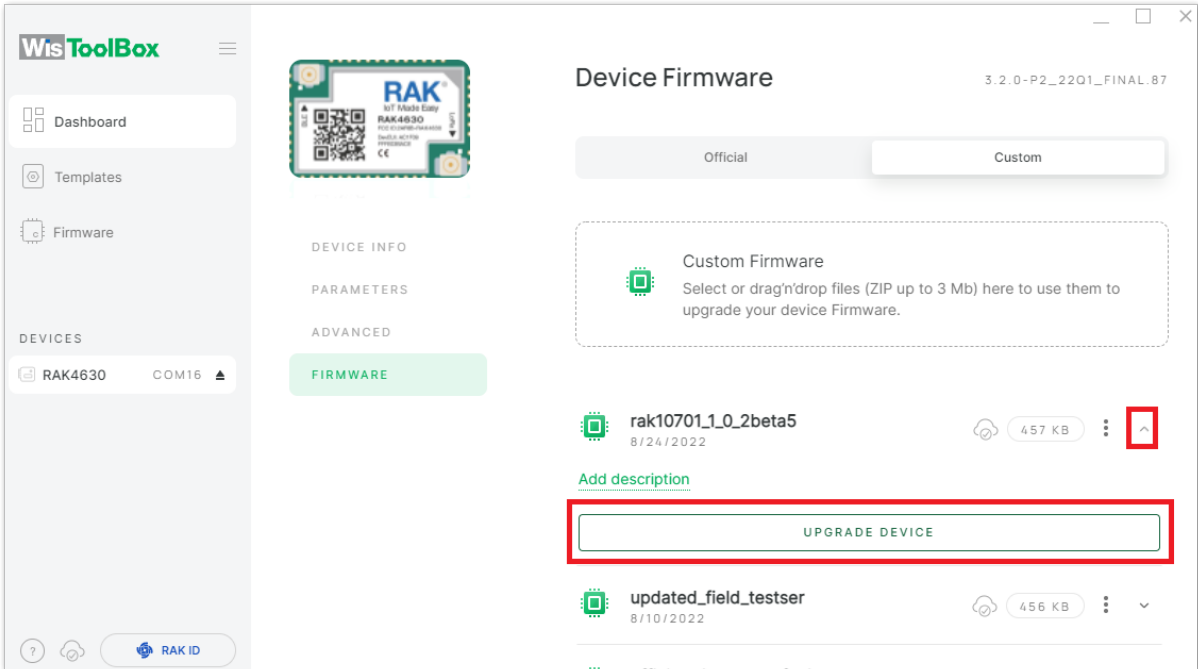 WisToolBox
Dashboard
Templates
Firmware
DEVICES
RAK4630 COM16
?
RAK ID
RAK
IoT Made Easy
RAK4630
BLE
LoRa
DEVICE INFO
PARAMETERS
ADVANCED
FIRMWARE
Device Firmware
3.2.0-P2_22Q1_FINAL.87
Official
Custom
Custom Firmware
Select or drag'n'drop files (ZIP up to 3 Mb) here to use them to
upgrade your device Firmware.
rak10701_1_0_2beta5
8/24/2022
457 KB
Add description
UPGRADE DEVICE
updated_field_testser
8/10/2022
456 KB